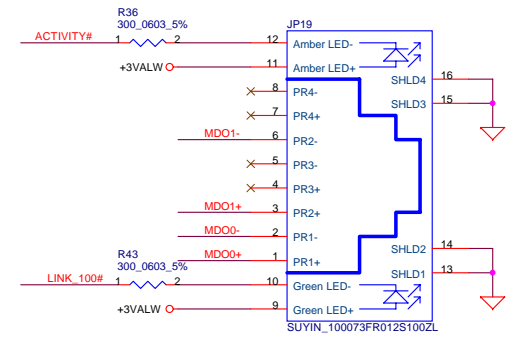 R36
300_0603_5%
JP19
ACTIVITY# 1 2 12 Amber LED-
+3VALW 11 Amber LED+
8 PR4- SHLD4 16
7 PR4+ SHLD3 15
MDO1- 6 PR2-
5 PR3-
4 PR3+
MDO1+ 3 PR2+
MDO0- 2 PR1- SHLD2 14
R43
MDO0+ 1 PR1+
300_0603_5% SHLD1 13
LINK_100# 1 2 10 Green LED-
+3VALW 9 Green LED+
SUYIN_100073FR012S100ZL